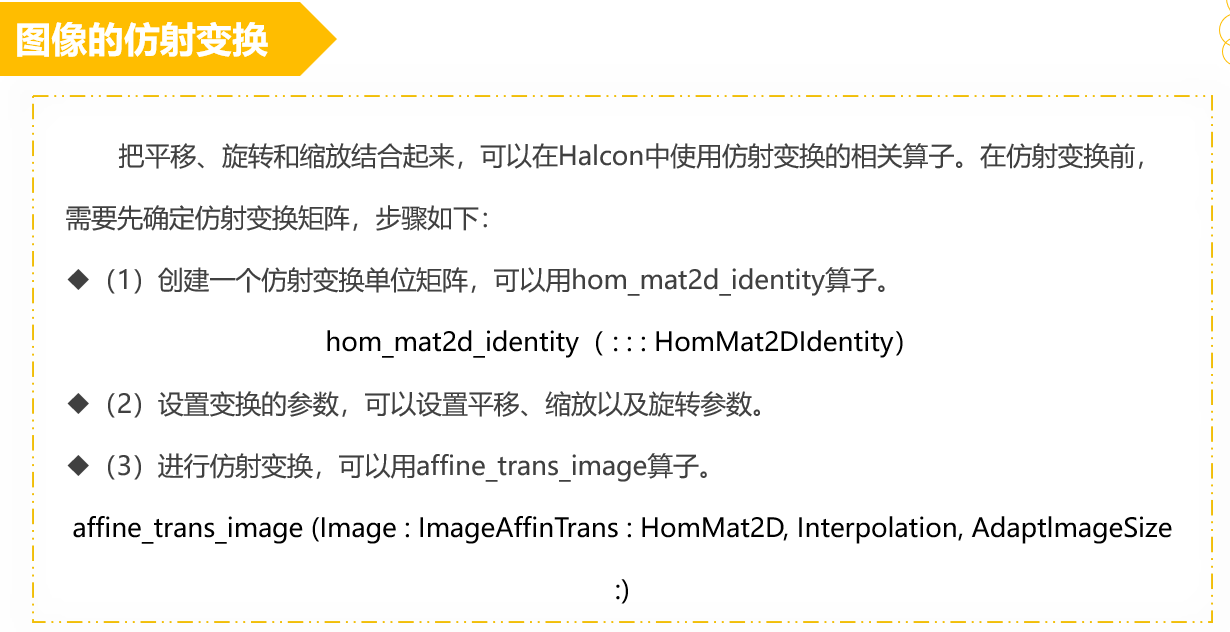 图像的仿射变换
把平移、旋转和缩放结合起来，可以在Halcon中使用仿射变换的相关算子。在仿射变换前，
需要先确定仿射变换矩阵，步骤如下：
◆（1）创建一个仿射变换单位矩阵，可以用hom_mat2d_identity算子。
hom_mat2d_identity（ : : : HomMat2DIdentity）
◆（2）设置变换的参数，可以设置平移、缩放以及旋转参数。
◆（3）进行仿射变换，可以用affine_trans_image算子。
affine_trans_image (Image : ImageAffinTrans : HomMat2D, Interpolation, AdaptImageSize
:)